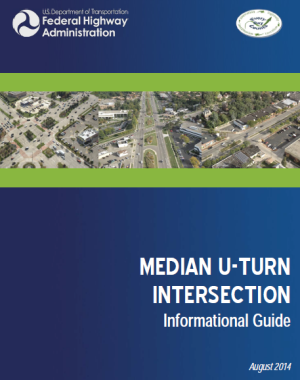 U.S. Department of Transportation
Federal Highway
Administration
MEDIAN U-TURN
INTERSECTION
Informational Guide
August 2014